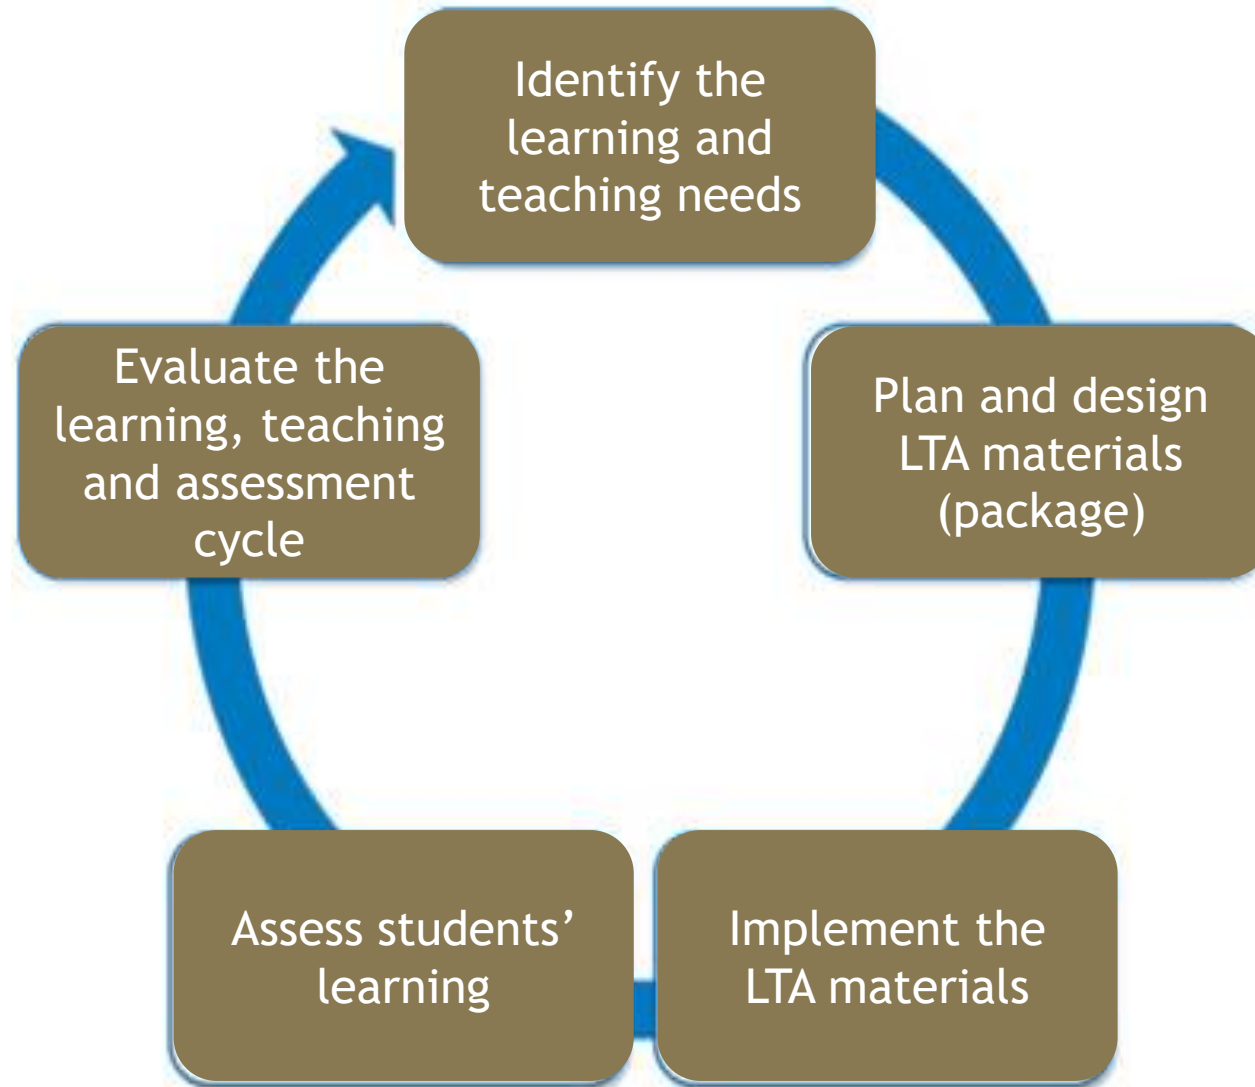 Identify the
learning and
teaching needs
Plan and design
LTA materials
(package)
Implement the
LTA materials
Assess students’
learning
Evaluate the
learning, teaching
and assessment
cycle